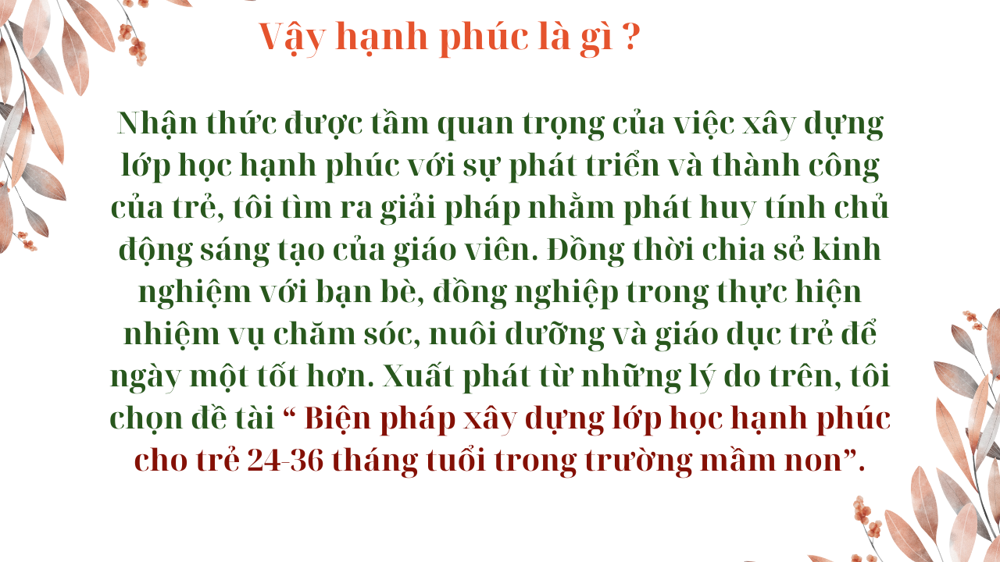 Vậy hạnh phúc là gì ?
Nhận thức được tầm quan trọng của việc xây dựng
lớp học hạnh phúc với sự phát triển và thành công
của trẻ, tôi tìm ra giải pháp nhằm phát huy tính chủ
động sáng tạo của giáo viên. Đồng thời chia sẻ kinh
nghiệm với bạn bè, đồng nghiệp trong thực hiện
nhiệm vụ chăm sóc, nuôi dưỡng và giáo dục trẻ để
ngày một tốt hơn. Xuất phát từ những lý do trên, tôi
chọn đề tài “ Biện pháp xây dựng lớp học hạnh phúc
cho trẻ 24-36 tháng tuổi trong trường mầm non”.